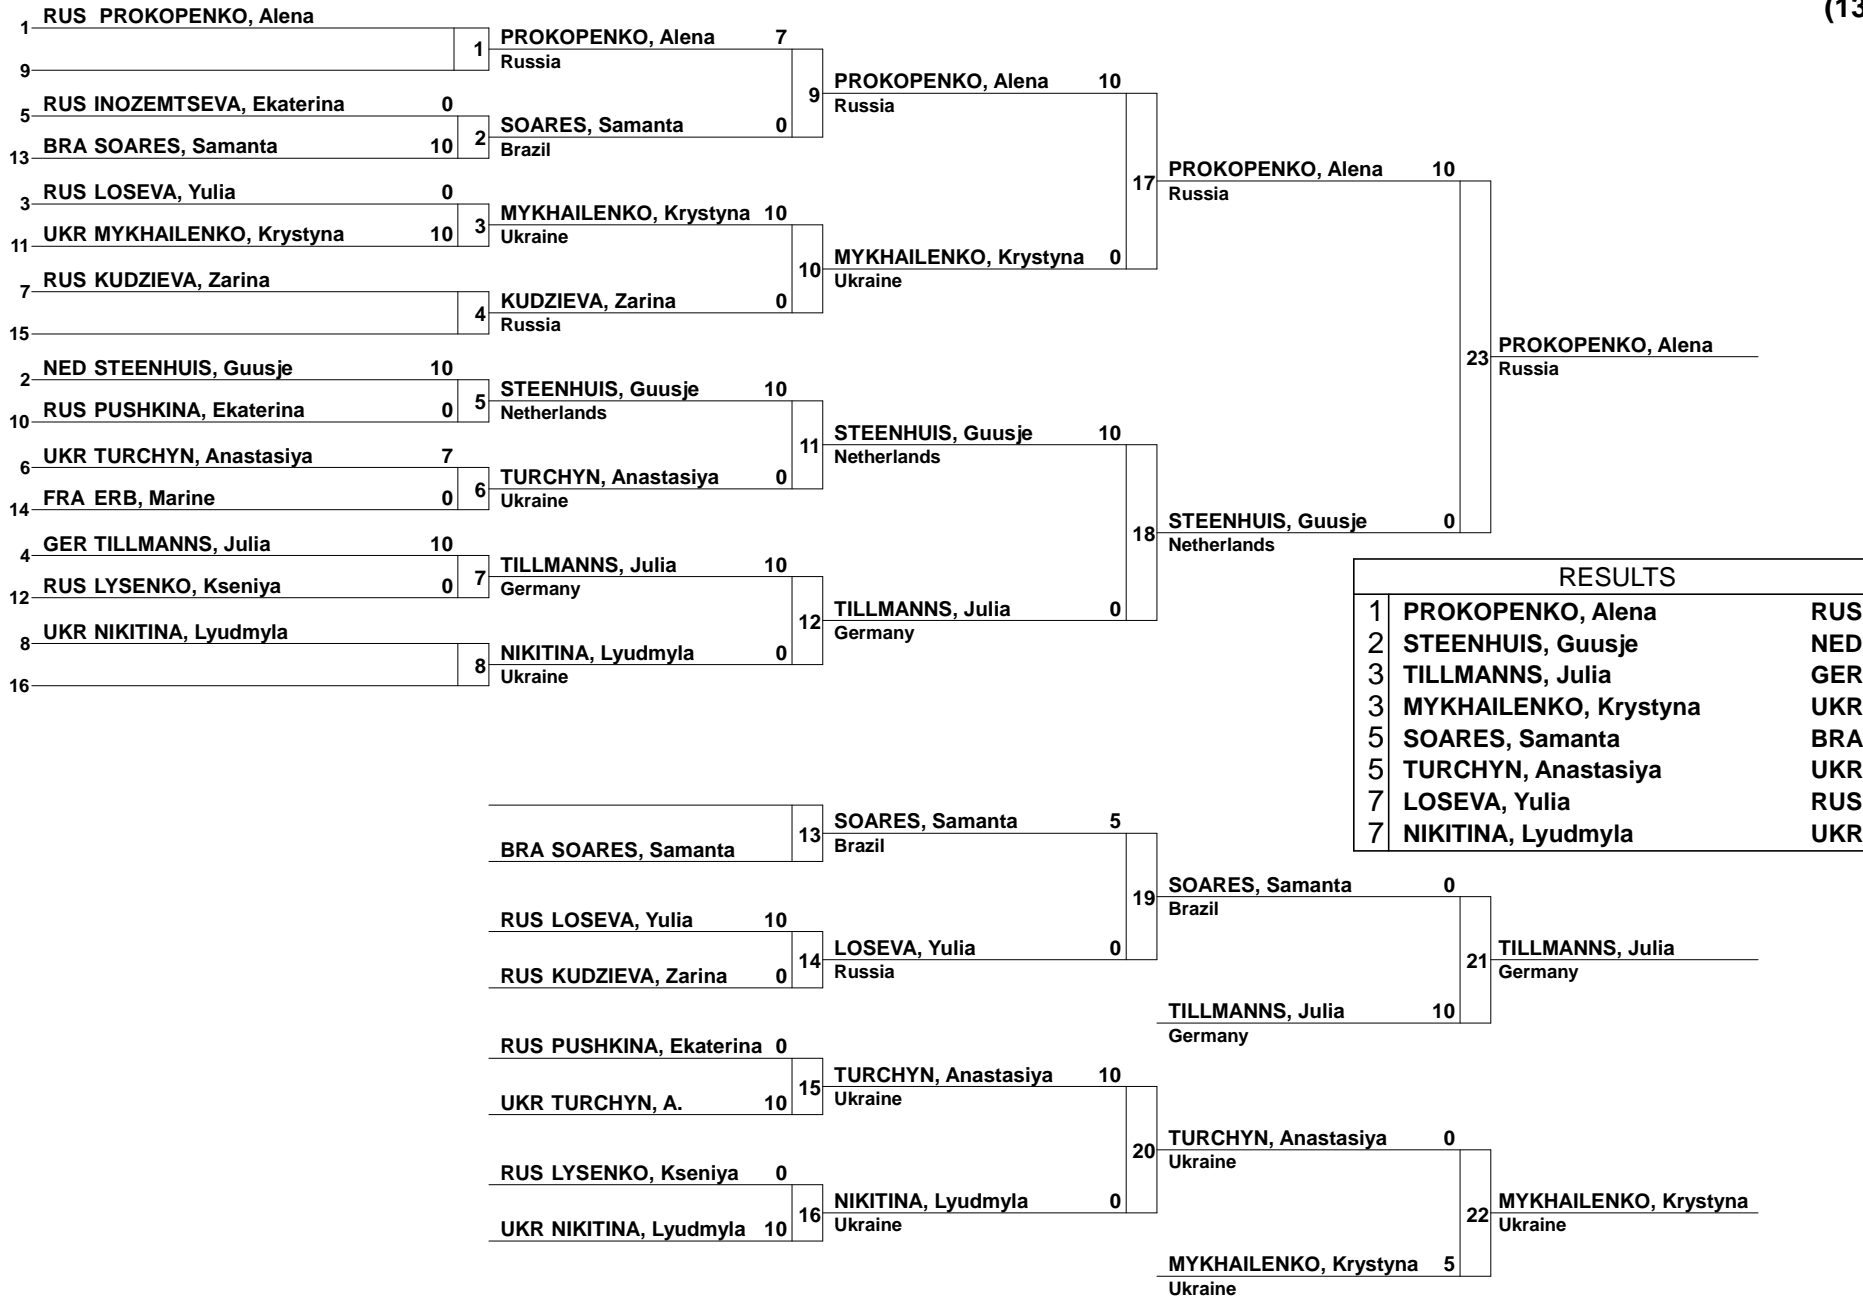 (13
1 RUS PROKOPENKO, Alena
1 PROKOPENKO, Alena 7
Russia
9
9 PROKOPENKO, Alena 10
Russia
5 RUS INOZEMTSEVA, Ekaterina 0
2 SOARES, Samanta 0
Brazil
13 BRA SOARES, Samanta 10
17 PROKOPENKO, Alena 10
Russia
3 RUS LOSEVA, Yulia 0
3 MYKHAILENKO, Krystyna 10
Ukraine
11 UKR MYKHAILENKO, Krystyna 10
10 MYKHAILENKO, Krystyna 0
Ukraine
7 RUS KUDZIEVA, Zarina
4 KUDZIEVA, Zarina 0
Russia
15
23 PROKOPENKO, Alena
Russia
2 NED STEENHUIS, Guusje 10
5 STEENHUIS, Guusje 10
Netherlands
10 RUS PUSHKINA, Ekaterina 0
11 STEENHUIS, Guusje 10
Netherlands
6 UKR TURCHYN, Anastasiya 7
6 TURCHYN, Anastasiya 0
Ukraine
14 FRA ERB, Marine 0
18 STEENHUIS, Guusje 0
Netherlands
4 GER TILLMANNS, Julia 10
7 TILLMANNS, Julia 10
Germany
12 RUS LYSENKO, Kseniya 0
12 TILLMANNS, Julia 0
Germany
8 UKR NIKITINA, Lyudmyla
8 NIKITINA, Lyudmyla 0
Ukraine
16
RESULTS
1 PROKOPENKO, Alena RUS
2 STEENHUIS, Guusje NED
3 TILLMANNS, Julia GER
3 MYKHAILENKO, Krystyna UKR
5 SOARES, Samanta BRA
5 TURCHYN, Anastasiya UKR
7 LOSEVA, Yulia RUS
7 NIKITINA, Lyudmyla UKR
13 SOARES, Samanta 5
Brazil
BRA SOARES, Samanta
19 SOARES, Samanta 0
Brazil
RUS LOSEVA, Yulia 10
14 LOSEVA, Yulia 0
Russia
RUS KUDZIEVA, Zarina 0
21 TILLMANNS, Julia
Germany
TILLMANNS, Julia 10
Germany
RUS PUSHKINA, Ekaterina 0
15 TURCHYN, Anastasiya 10
Ukraine
UKR TURCHYN, A. 10
20 TURCHYN, Anastasiya 0
Ukraine
RUS LYSENKO, Kseniya 0
16 NIKITINA, Lyudmyla 0
Ukraine
UKR NIKITINA, Lyudmyla 10
22 MYKHAILENKO, Krystyna
Ukraine
MYKHAILENKO, Krystyna 5
Ukraine